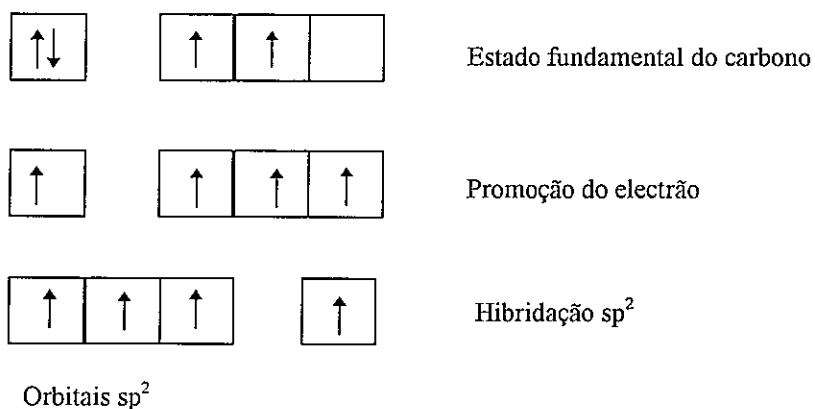 Estado fundamental do carbono
Promoção do electrão
Hibridação sp²
Orbitais sp²